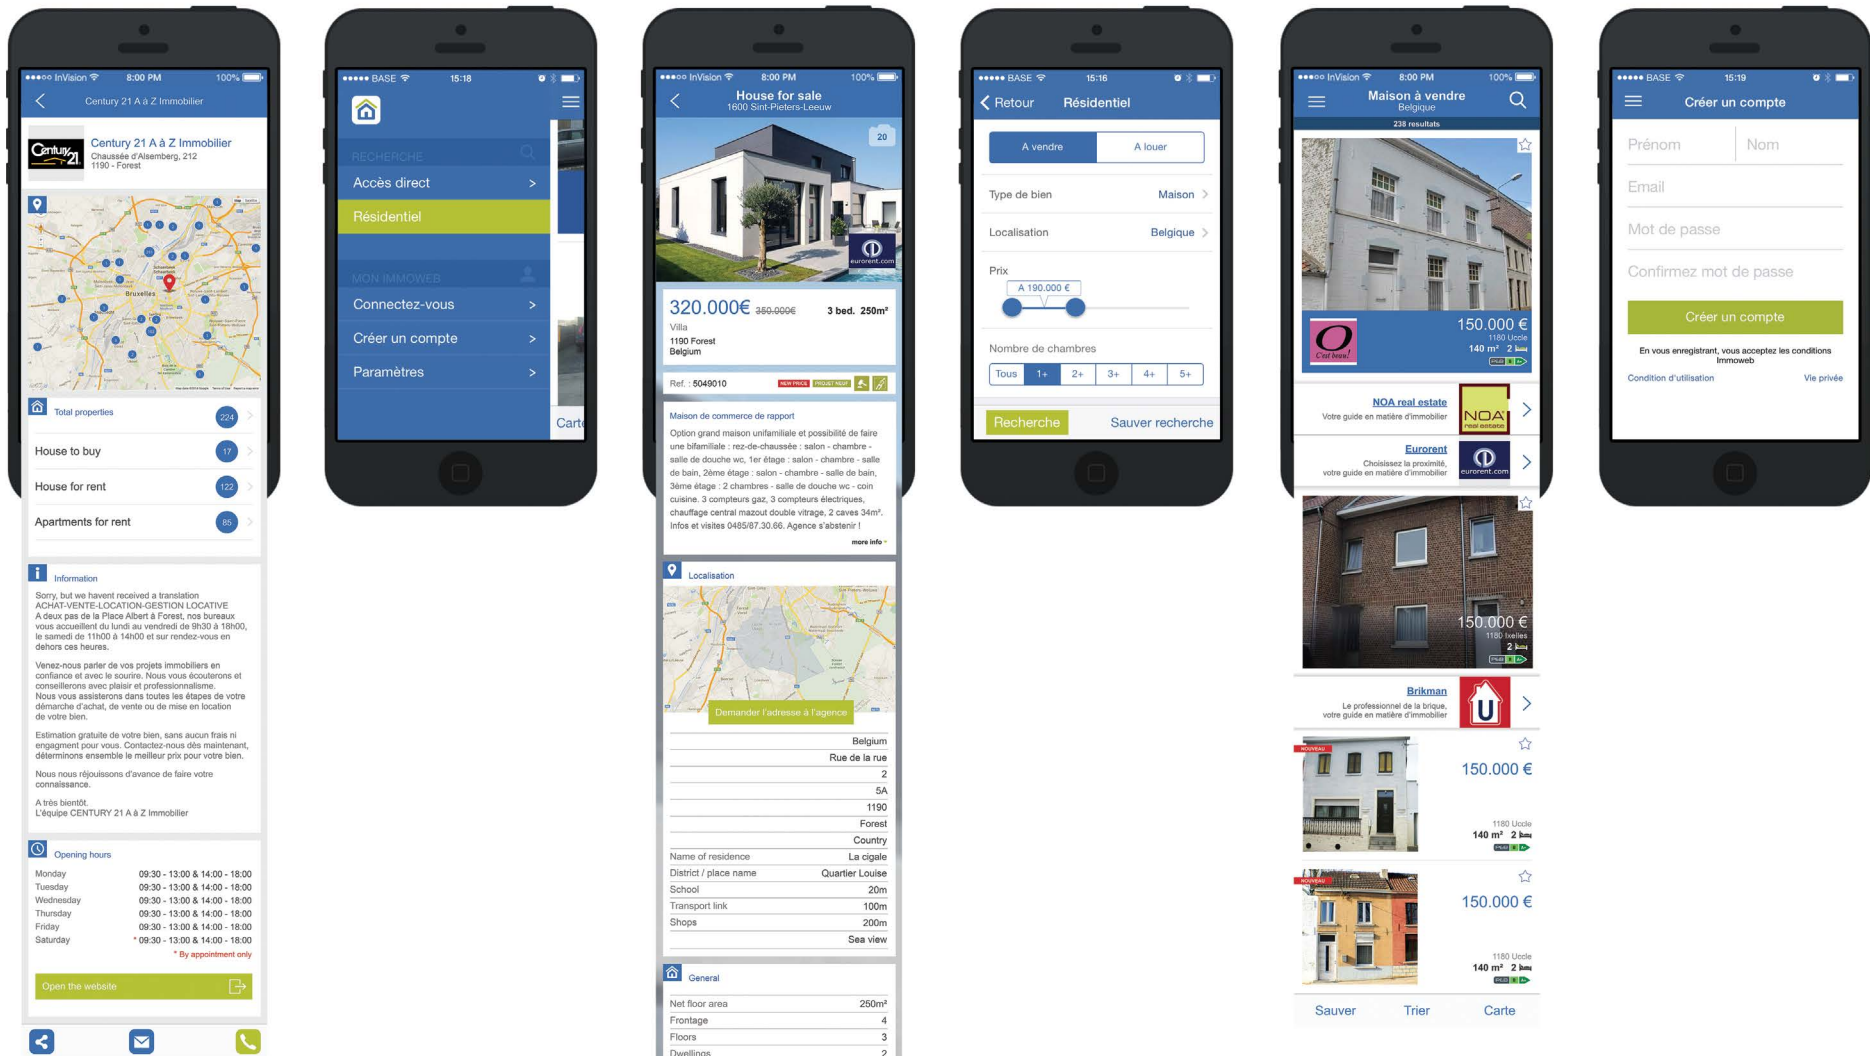 ●●●●○ InVision 8:00 PM 100%
Century 21 A à Z Immobilier
Century 21
Century 21 A à Z Immobilier
Chaussée d'Alsemberg, 212
1190 - Forest
Bruxelles
Total properties 224
House to buy 17
House for rent 122
Apartments for rent 85
Information
Sorry, but we havent received a translation
ACHAT-VENTE-LOCATION-GESTION LOCATIVE
A deux pas de la Place Albert à Forest, nos bureaux
vous accueillent du lundi au vendredi de 9h30 à 18h00,
le samedi de 11h00 à 14h00 et sur rendez-vous en
dehors ces heures.
Venez-nous parler de vos projets immobiliers en
confiance et avec le sourire. Nous vous écouterons et
conseillerons avec plaisir et professionnalisme.
Nous vous assisterons dans toutes les étapes de votre
démarche d'achat, de vente ou de mise en location
de votre bien.
Estimation gratuite de votre bien, sans aucun frais ni
engagment pour vous. Contactez-nous dès maintenant,
déterminons ensemble le meilleur prix pour votre bien.
Nous nous réjouissons d'avance de faire votre
connaissance.
A très bientôt.
L'équipe CENTURY 21 A à Z Immobilier
Opening hours
Monday 09:30 - 13:00 & 14:00 - 18:00
Tuesday 09:30 - 13:00 & 14:00 - 18:00
Wednesday 09:30 - 13:00 & 14:00 - 18:00
Thursday 09:30 - 13:00 & 14:00 - 18:00
Friday 09:30 - 13:00 & 14:00 - 18:00
Saturday * 09:30 - 13:00 & 14:00 - 18:00
* By appointment only
Open the website
●●●●● BASE 15:18
RECHERCHE
Accès direct >
Résidentiel
MON IMMOWEB
Connectez-vous >
Créer un compte >
Paramètres >
Cart
●●●●○ InVision 8:00 PM 100%
House for sale
1600 Sint-Pieters-Leeuw
20
eurorent.com
320.000€ 350.000€ 3 bed. 250m²
Villa
1190 Forest
Belgium
Ref. : 5049010 NEW PRICE PROJET NEUF
Maison de commerce de rapport
Option grand maison unifamiliale et possibilité de faire
une bifamiliale : rez-de-chaussée : salon - chambre -
salle de douche wc, 1er étage : salon - chambre - salle
de bain, 2ème étage : salon - chambre - salle de bain,
3ème étage : 2 chambres - salle de douche wc - coin
cuisine. 3 compteurs gaz, 3 compteurs électriques,
chauffage central mazout double vitrage, 2 caves 34m².
Infos et visites 0485/87.30.66. Agence s'abstenir !
more info
Localisation
Demander l'adresse à l'agence
Belgium
Rue de la rue
2
5A
1190
Forest
Country
Name of residence La cigale
District / place name Quartier Louise
School 20m
Transport link 100m
Shops 200m
Sea view
General
Net floor area 250m²
Frontage 4
Floors 3
Dwellings 2
●●●●● BASE 15:16
Retour Résidentiel
A vendre A louer
Type de bien Maison >
Localisation Belgique >
Prix
A 190.000 €
Nombre de chambres
Tous 1+ 2+ 3+ 4+ 5+
Recherche Sauver recherche
●●●●○ InVision 8:00 PM 100%
Maison à vendre
Belgique
238 resultats
O
C'est beau!
150.000 €
1180 Uccle
140 m² 2
PEB B A+
NOA real estate
Votre guide en matière d'immobilier
NOA
real estate
Eurorent
Choisissez la proximité,
votre guide en matière d'immobilier
eurorent.com
150.000 €
1180 Ixelles
2
PEB B A+
Brikman
Le professionnel de la brique,
votre guide en matière d'immobilier
U
NOUVEAU
150.000 €
1180 Uccle
140 m² 2
PEB B A+
NOUVEAU
150.000 €
1180 Uccle
140 m² 2
PEB B A+
Sauver Trier Carte
●●●●● BASE 15:19
Créer un compte
Prénom Nom
Email
Mot de passe
Confirmez mot de passe
Créer un compte
En vous enregistrant, vous acceptez les conditions
Immoweb
Condition d'utilisation Vie privée